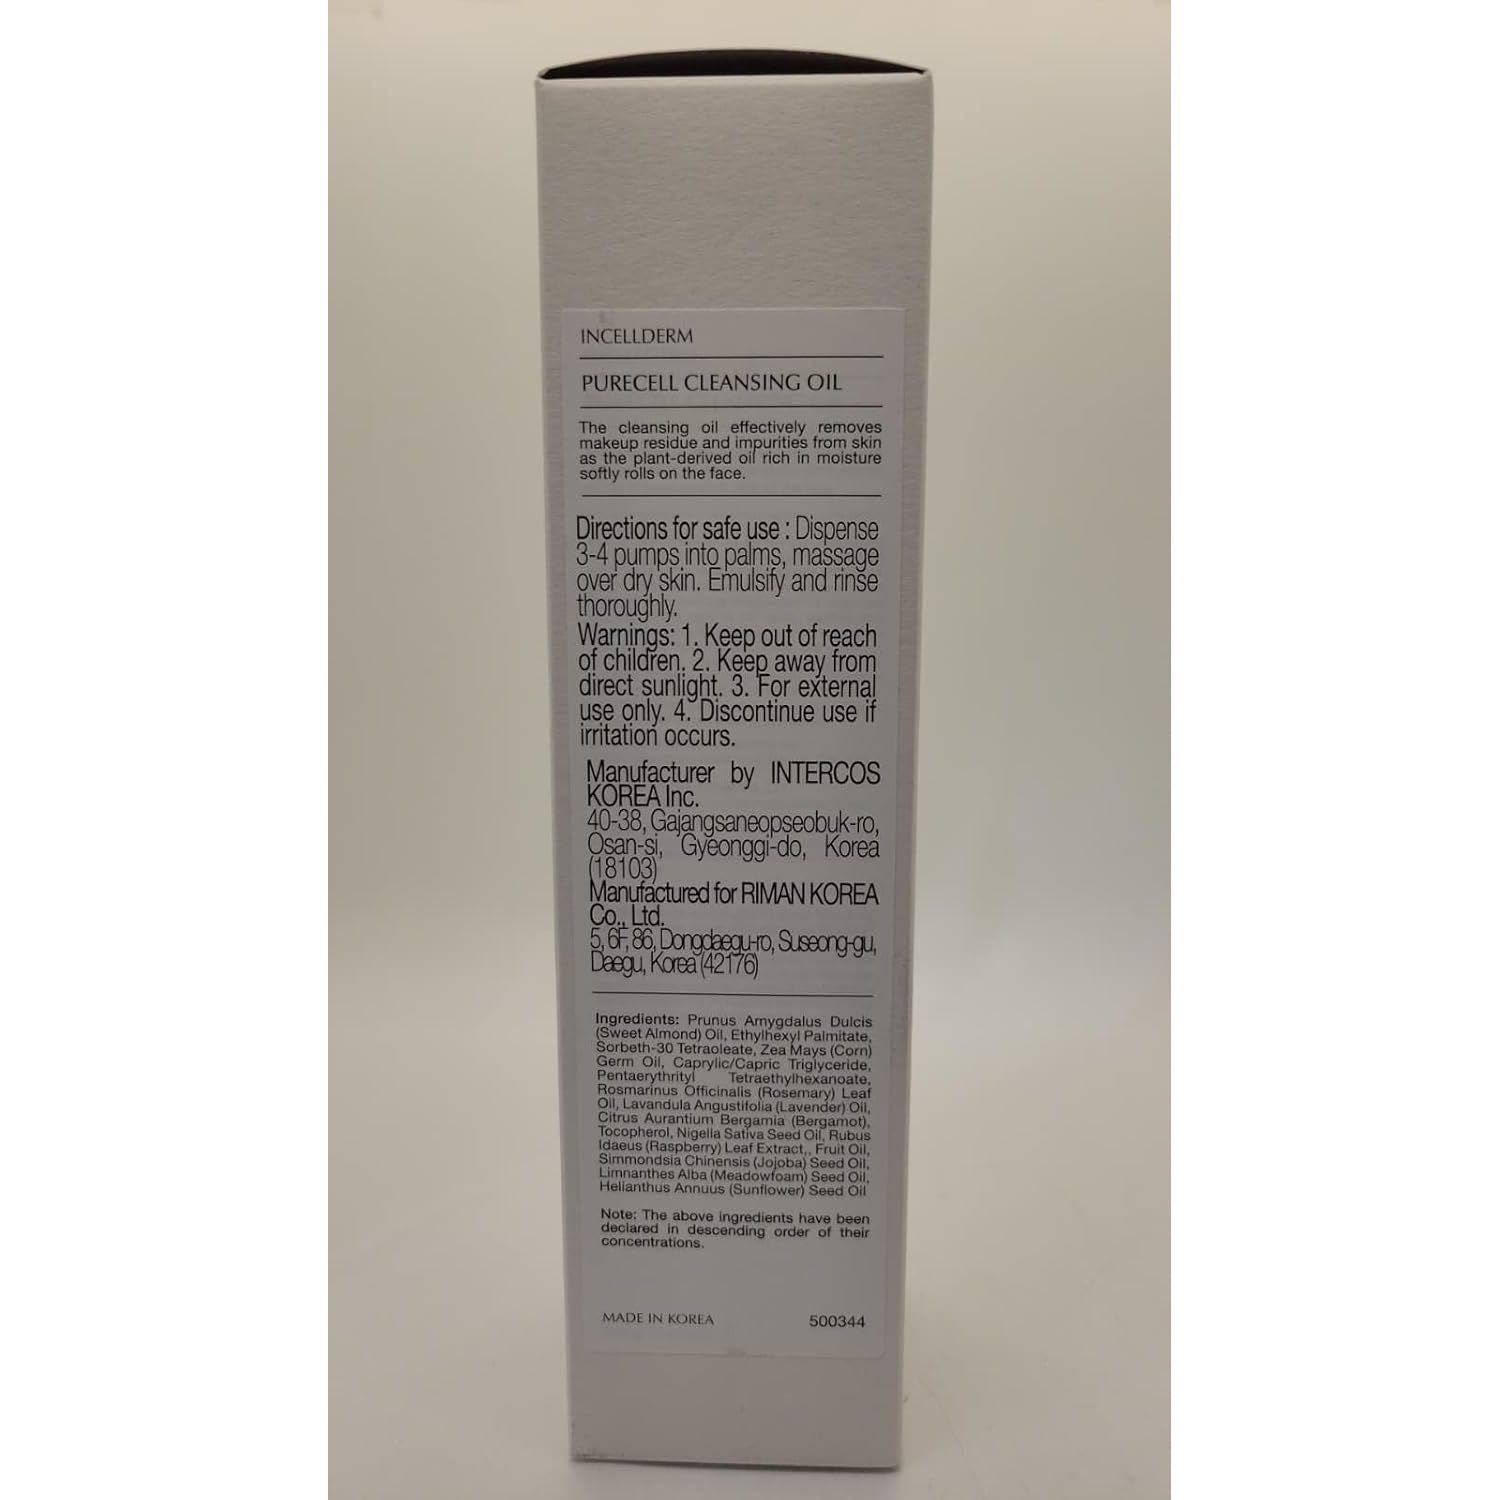 INCELLDERM
PURECELL CLEANSING OIL
The cleansing oil effectively removes
makeup residue and impurities from skin
as the plant-derived oil rich in moisture
softly rolls on the face.
Directions for safe use : Dispense
3-4 pumps into palms, massage
over dry skin. Emulsify and rinse
thoroughly.
Warnings: 1. Keep out of reach
of children. 2. Keep away from
direct sunlight. 3. For external
use only. 4. Discontinue use if
irritation occurs.
Manufacturer by INTERCOS
KOREA Inc.
40-38, Gajangsaneopseobuk-ro,
Osan-si, Gyeonggi-do, Korea
(18103)
Manufactured for RIMAN KOREA
Co., Ltd.
5, 6F, 86, Dongdaegu-ro, Suseong-gu,
Daegu, Korea (42176)
Ingredients: Prunus Amygdalus Dulcis
(Sweet Almond) Oil, Ethylhexyl Palmitate,
Sorbeth-30 Tetraoleate, Zea Mays (Corn)
Germ Oil, Caprylic/Capric Triglyceride,
Pentaerythrityl Tetraethylhexanoate,
Rosmarinus Officinalis (Rosemary) Leaf
Oil, Lavandula Angustifolia (Lavender) Oil,
Citrus Aurantium Bergamia (Bergamot),
Tocopherol, Nigella Sativa Seed Oil, Rubus
Idaeus (Raspberry) Leaf Extract,, Fruit Oil,
Simmondsia Chinensis (Jojoba) Seed Oil,
Limnanthes Alba (Meadowfoam) Seed Oil,
Helianthus Annuus (Sunflower) Seed Oil
Note: The above ingredients have been
declared in descending order of their
concentrations.
MADE IN KOREA 500344